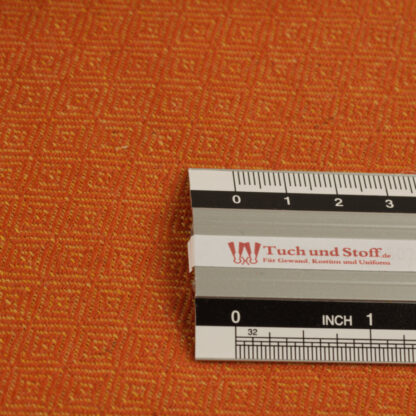 0 1 2 3
Tuch und Stoff.de
Für Gewand, Kostüm und Uniform
0 INCH 1
32